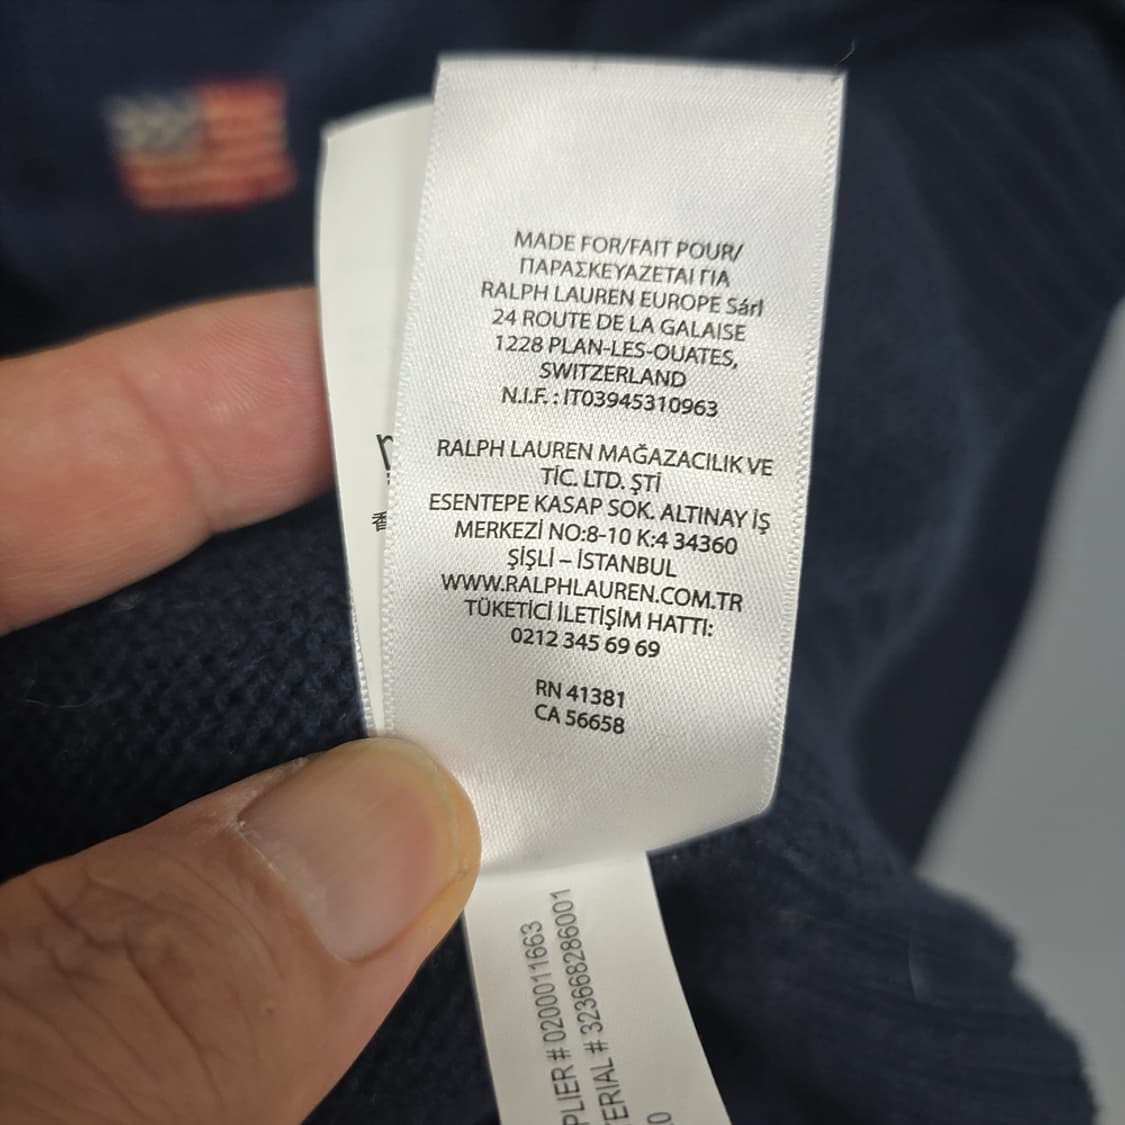 MADE FOR/FAIT POUR/
ΠΑΡΑΣΚΕΥΑΖΕΤΑΙ ΓΙΑ
RALPH LAUREN EUROPE Sárl
24 ROUTE DE LA GALAISE
1228 PLAN-LES-OUATES,
SWITZERLAND
N.I.F. : IT03945310963
RALPH LAUREN MAĞAZACILIK VE
TİC. LTD. ŞTİ
ESENTEPE KASAP SOK. ALTINAY İŞ
MERKEZİ NO:8-10 K:4 34360
ŞİŞLİ – İSTANBUL
WWW.RALPHLAUREN.COM.TR
TÜKETİCİ İLETİŞİM HATTI:
0212 345 69 69
RN 41381
CA 56658
PLIER # 0200011663
TERIAL # 323668286001